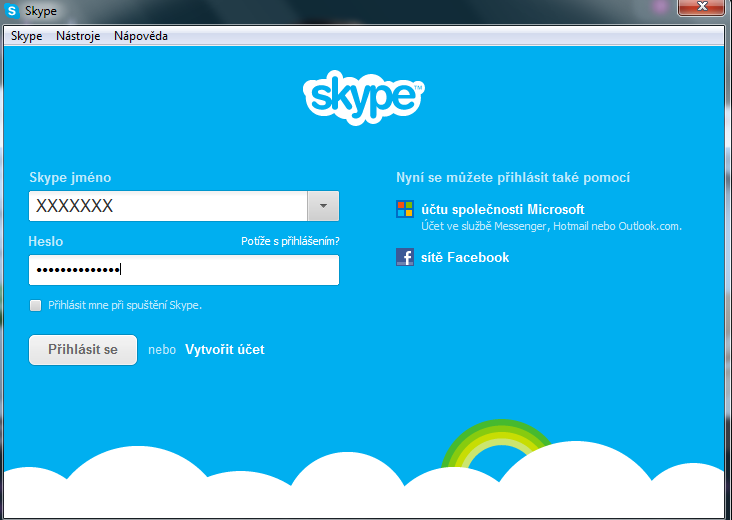 Skype
Skype Nástroje Nápověda
skype™
Skype jméno
XXXXXXX
Heslo
Potíže s přihlášením?
••••••••••••••
Přihlásit mne při spuštění Skype.
Přihlásit se
nebo Vytvořit účet
Nyní se můžete přihlásit také pomocí
účtu společnosti Microsoft
Účet ve službě Messenger, Hotmail nebo Outlook.com.
sítě Facebook